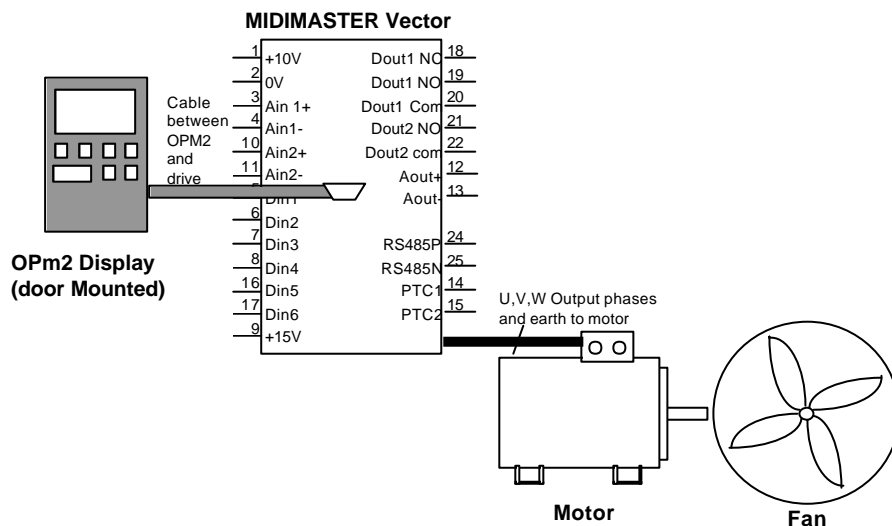 MIDIMASTER Vector
1
+10V
2
0V
3
Ain 1+
4
Ain1-
10
Ain2+
11
Ain2-
5
Din1
6
Din2
7
Din3
8
Din4
16
Din5
17
Din6
9
+15V
18
Dout1 NC
19
Dout1 NO
20
Dout1 Com
21
Dout2 NO
22
Dout2 com
12
Aout+
13
Aout-
24
RS485P
25
RS485N
14
PTC1
15
PTC2
Cable
between
OPM2
and
drive
OPm2 Display
(door Mounted)
U,V,W Output phases
and earth to motor
Motor
Fan